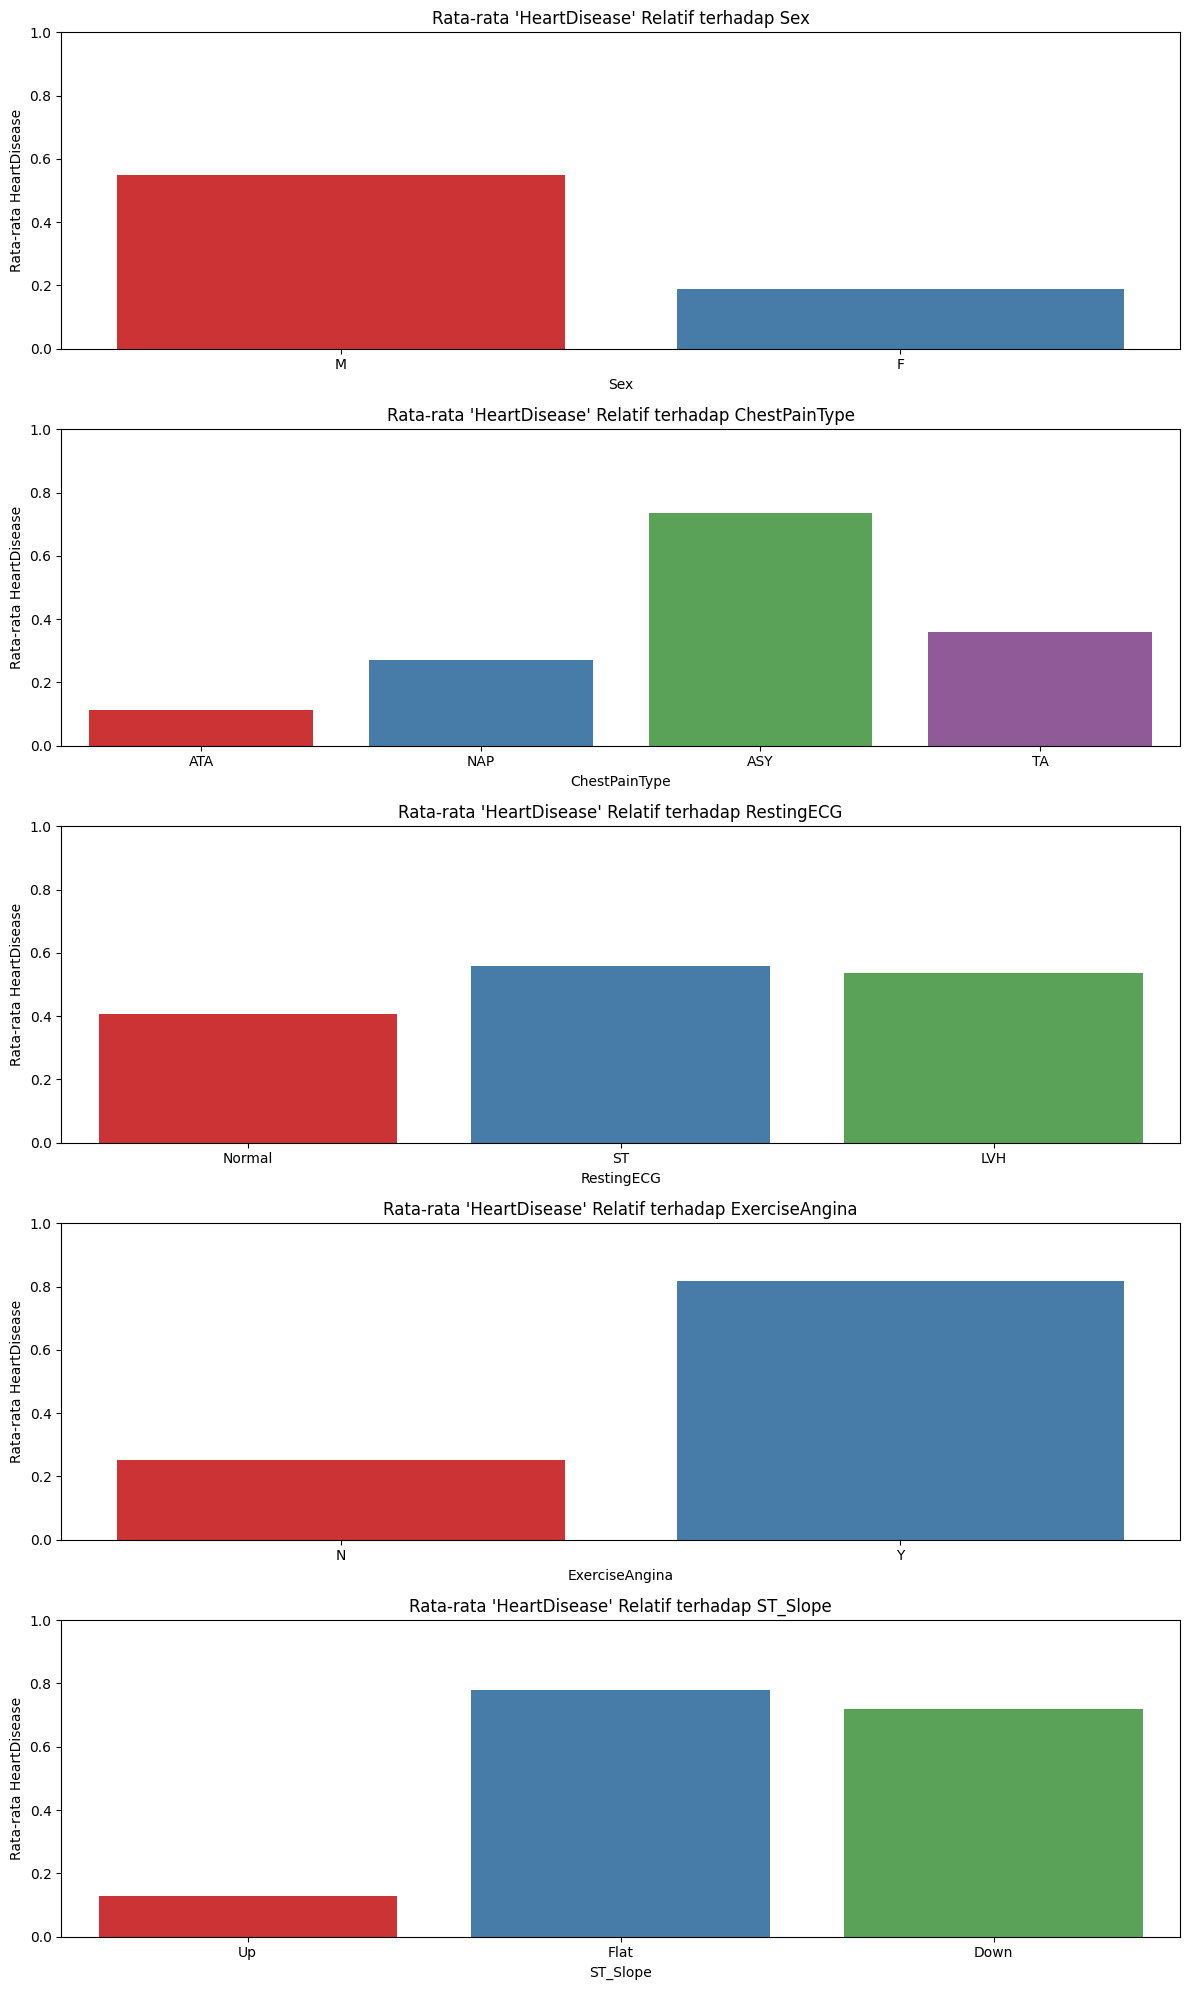 Rata-rata 'HeartDisease' Relatif terhadap Sex
1.0
0.8
0.6
0.4
0.2
0.0
Rata-rata HeartDisease
M F
Sex
Rata-rata 'HeartDisease' Relatif terhadap ChestPainType
1.0
0.8
0.6
0.4
0.2
0.0
Rata-rata HeartDisease
ATA NAP ASY TA
ChestPainType
Rata-rata 'HeartDisease' Relatif terhadap RestingECG
1.0
0.8
0.6
0.4
0.2
0.0
Rata-rata HeartDisease
Normal ST LVH
RestingECG
Rata-rata 'HeartDisease' Relatif terhadap ExerciseAngina
1.0
0.8
0.6
0.4
0.2
0.0
Rata-rata HeartDisease
N Y
ExerciseAngina
Rata-rata 'HeartDisease' Relatif terhadap ST_Slope
1.0
0.8
0.6
0.4
0.2
0.0
Rata-rata HeartDisease
Up Flat Down
ST_Slope